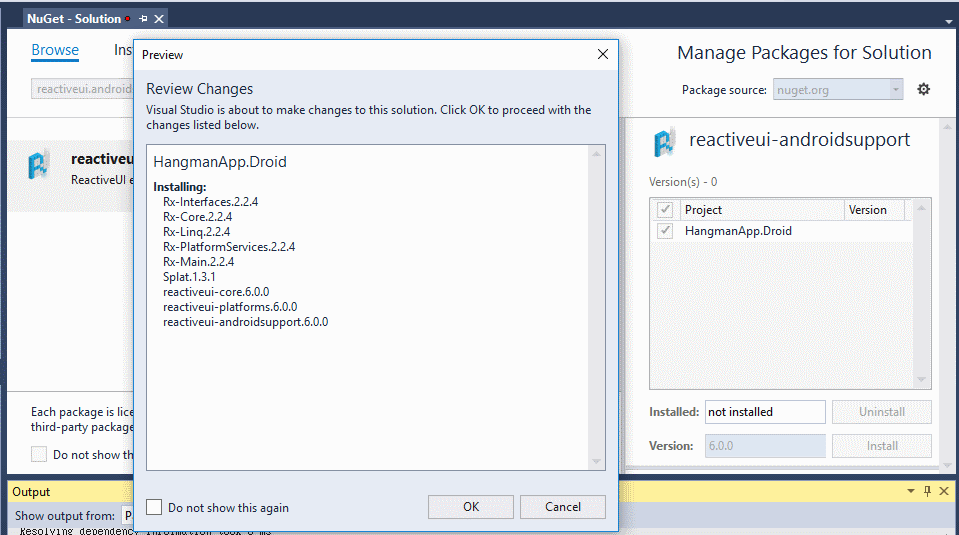 NuGet - Solution
Browse
Ins
Manage Packages for Solution
reactiveui.android
Package source:
nuget.org
Preview
Review Changes
Visual Studio is about to make changes to this solution. Click OK to proceed with the
changes listed below.
HangmanApp.Droid
Installing:
Rx-Interfaces.2.2.4
Rx-Core.2.2.4
Rx-Linq.2.2.4
Rx-PlatformServices.2.2.4
Rx-Main.2.2.4
Splat.1.3.1
reactiveui-core.6.0.0
reactiveui-platforms.6.0.0
reactiveui-androidsupport.6.0.0
Do not show this again
OK
Cancel
reactiveu
ReactiveUI e
Each package is lice
third-party package
Do not show th
reactiveui-androidsupport
Version(s) - 0
Project Version
HangmanApp.Droid
Installed: not installed Uninstall
Version: 6.0.0 Install
Output
Show output from: P
Resolving dependency information took 0 ms